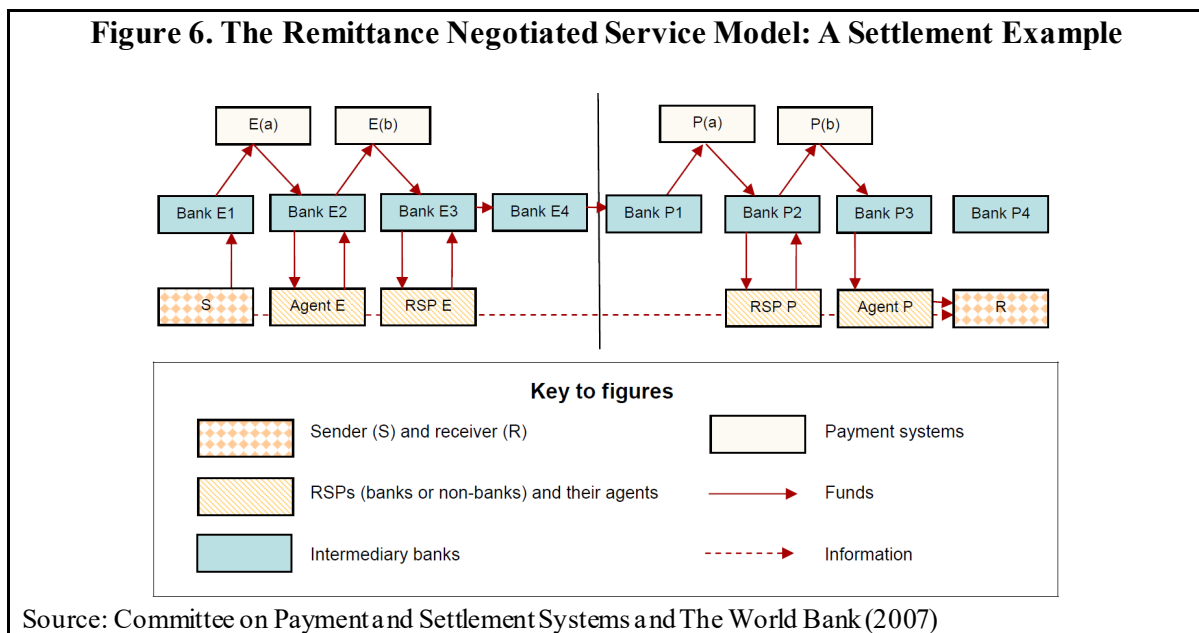 Figure 6. The Remittance Negotiated Service Model: A Settlement Example
E(a) E(b) P(a) P(b)
Bank E1 Bank E2 Bank E3 Bank E4 Bank P1 Bank P2 Bank P3 Bank P4
S Agent E RSP E RSP P Agent P R
Key to figures
Sender (S) and receiver (R) Payment systems
RSPs (banks or non-banks) and their agents Funds
Intermediary banks Information
Source: Committee on Payment and Settlement Systems and The World Bank (2007)